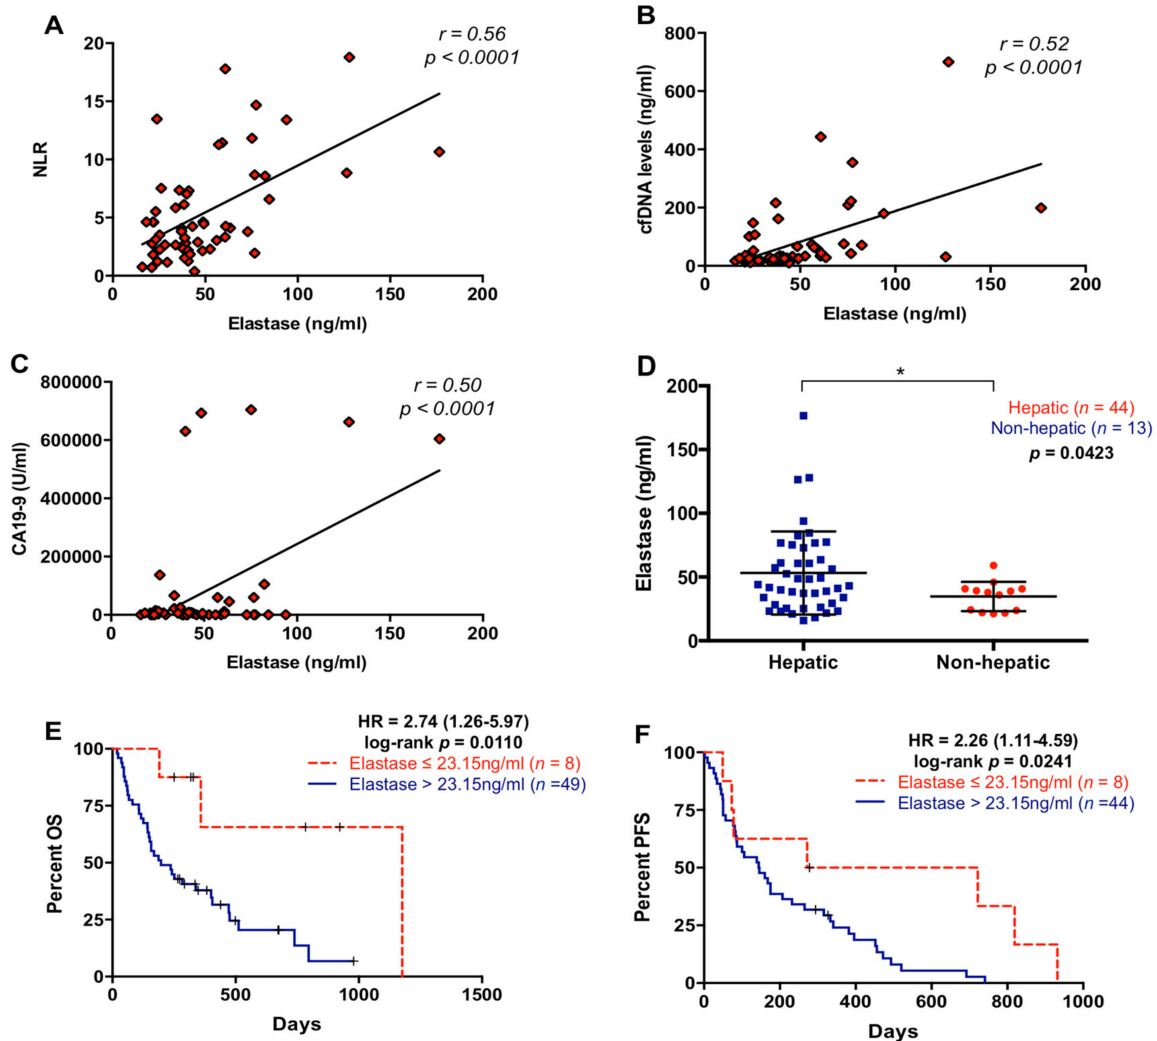 A
r = 0.56
p < 0.0001
20
15
10
5
0
NLR
0 50 100 150 200
Elastase (ng/ml)
B
r = 0.52
p < 0.0001
800
600
400
200
0
cfDNA levels (ng/ml)
0 50 100 150 200
Elastase (ng/ml)
C
r = 0.50
p < 0.0001
800000
600000
400000
200000
0
CA19-9 (U/ml)
0 50 100 150 200
Elastase (ng/ml)
D
*
Hepatic (n = 44)
Non-hepatic (n = 13)
p = 0.0423
200
150
100
50
0
Elastase (ng/ml)
Hepatic Non-hepatic
E
HR = 2.74 (1.26-5.97)
log-rank p = 0.0110
Elastase ≤ 23.15ng/ml (n = 8)
Elastase > 23.15ng/ml (n =49)
100
75
50
25
0
Percent OS
0 500 1000 1500
Days
F
HR = 2.26 (1.11-4.59)
log-rank p = 0.0241
Elastase ≤ 23.15ng/ml (n = 8)
Elastase > 23.15ng/ml (n =44)
100
75
50
25
0
Percent PFS
0 200 400 600 800 1000
Days